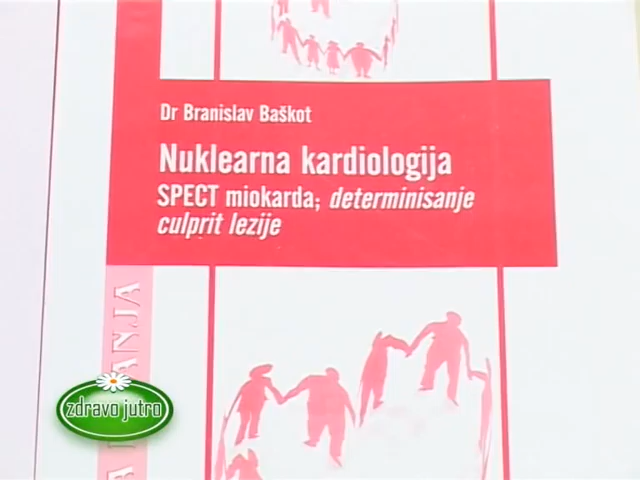 Dr Branislav Baškot
Nuklearna kardiologija
SPECT miokarda; determinisanje
culprit lezije
zdravo jutro